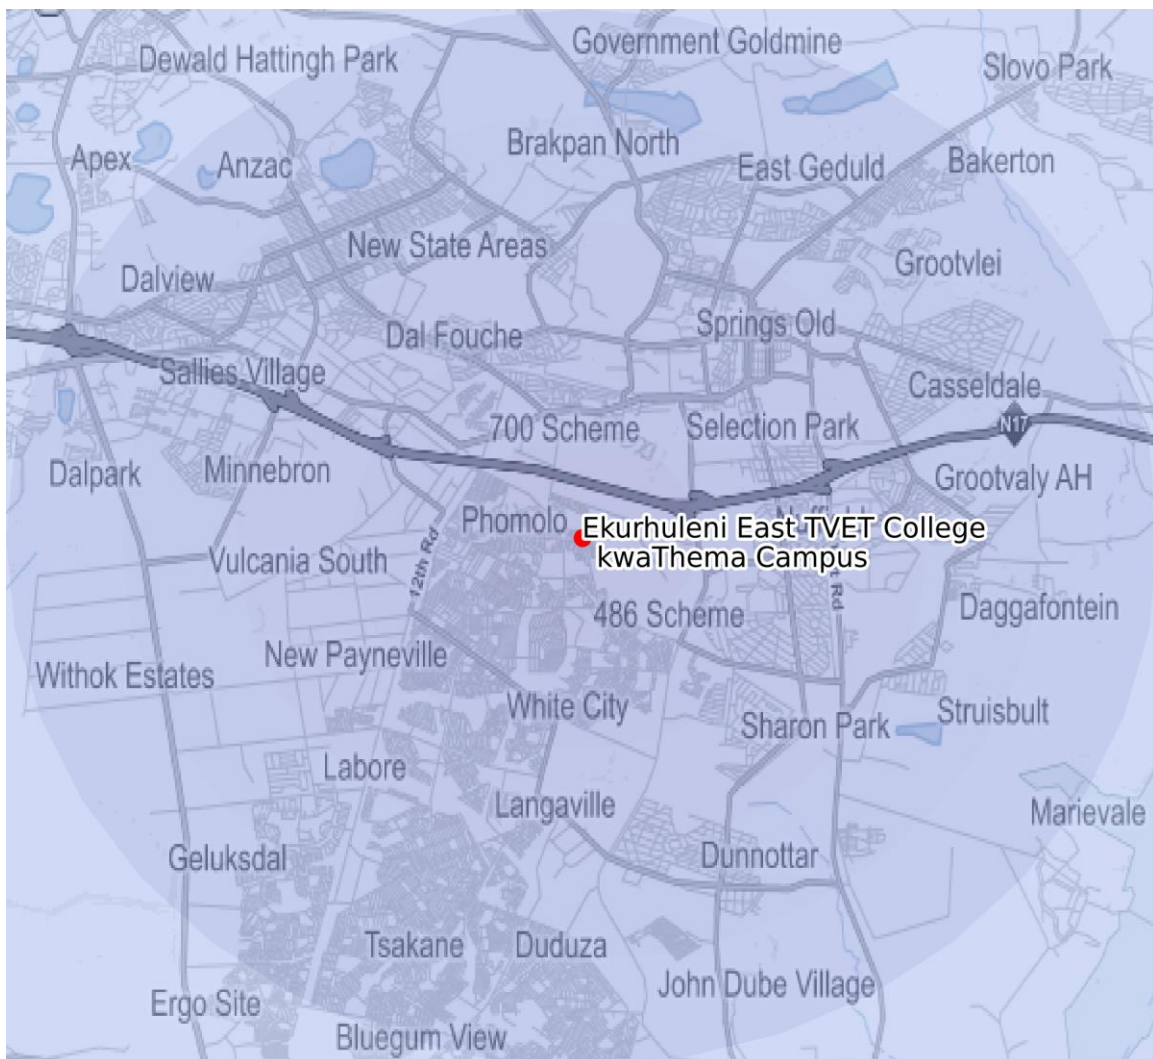 Government Goldmine
Dewald Hattingh Park
Slovo Park
Brakpan North
Apex
Anzac
East Geduld
Bakerton
New State Areas
Grootvlei
Dalview
Springs Old
Dal Fouche
Sallies Village
Casseldale
N17
700 Scheme
Selection Park
Dalpark
Minnebron
Grootvaly AH
Phomolo
Ekurhuleni East TVET College
kwaThema Campus
12th Rd
Vulcania South
Rd
486 Scheme
Daggafontein
New Payneville
Withok Estates
White City
Sharon Park
Struisbult
Labore
Langaville
Marievale
Geluksdal
Dunnottar
Tsakane
Duduza
John Dube Village
Ergo Site
Bluegum View